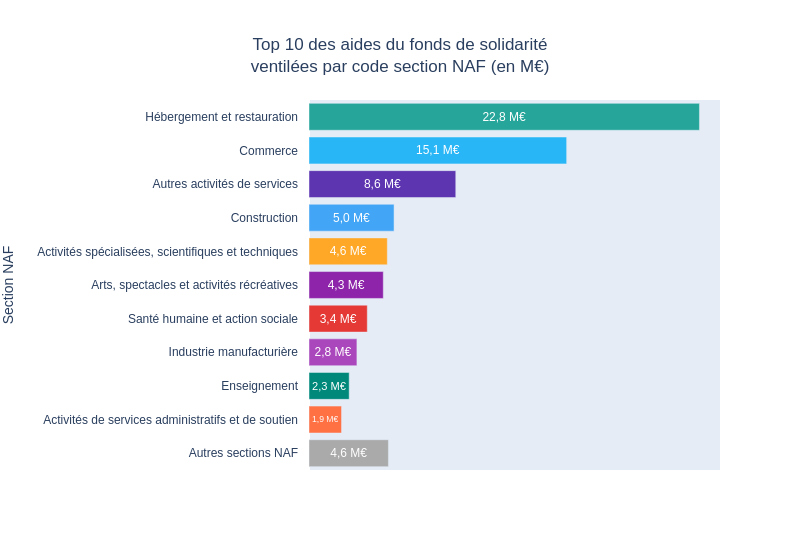 Top 10 des aides du fonds de solidarité
ventilées par code section NAF (en M€)
Section NAF
Hébergement et restauration 22,8 M€
Commerce 15,1 M€
Autres activités de services 8,6 M€
Construction 5,0 M€
Activités spécialisées, scientifiques et techniques 4,6 M€
Arts, spectacles et activités récréatives 4,3 M€
Santé humaine et action sociale 3,4 M€
Industrie manufacturière 2,8 M€
Enseignement 2,3 M€
Activités de services administratifs et de soutien 1,9 M€
Autres sections NAF 4,6 M€